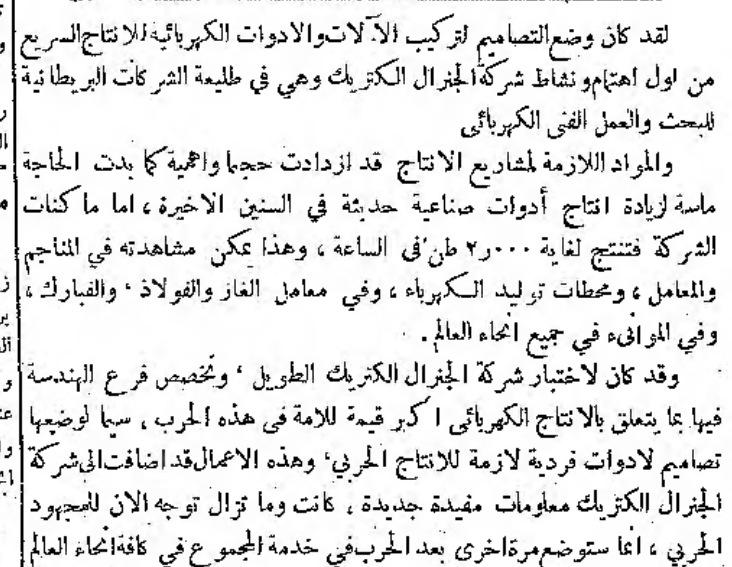 لقد كان وضع التصاميم لتركيب الآلات والادوات الكهربائية للانتاج السريع
من اول اهتمام ونشاط شركة الجنرال الكتريك وهي في طليعة الشركات البريطانية
للبحث والعمل الفني الكهربائي
والمواد اللازمة لمشاريع الانتاج قد ازدادت حجما واهمية كما بدت الحاجة
ماسة لزيادة انتاج أدوات صناعية حديثة في السنين الاخيرة ، اما ماكنات
الشركة فتنتج لغاية ٢٫٠٠٠ طن في الساعة ، وهذا يمكن مشاهدته في المناجم
والمعامل ، ومحطات توليد الكهرباء ، وفي معامل الغاز والفولاذ ، والفبارك ،
وفي الموانىء في جميع انحاء العالم .
وقد كان لاختبار شركة الجنرال الكتريك الطويل ، وتخصص فرع الهندسة
فيها بما يتعلق بالانتاج الكهربائي اكبر قيمة للامة في هذه الحرب ، سيما لوضعها
تصاميم لادوات فردية لازمة للانتاج الحربي ، وهذه الاعمال قد اضافت الى شركة
الجنرال الكتريك معلومات مفيدة جديدة ، كانت وما تزال توجه الان للمجهود
الحربي ، انما ستوضع مرة اخرى بعد الحرب في خدمة المجموع في كافة انحاء العالم